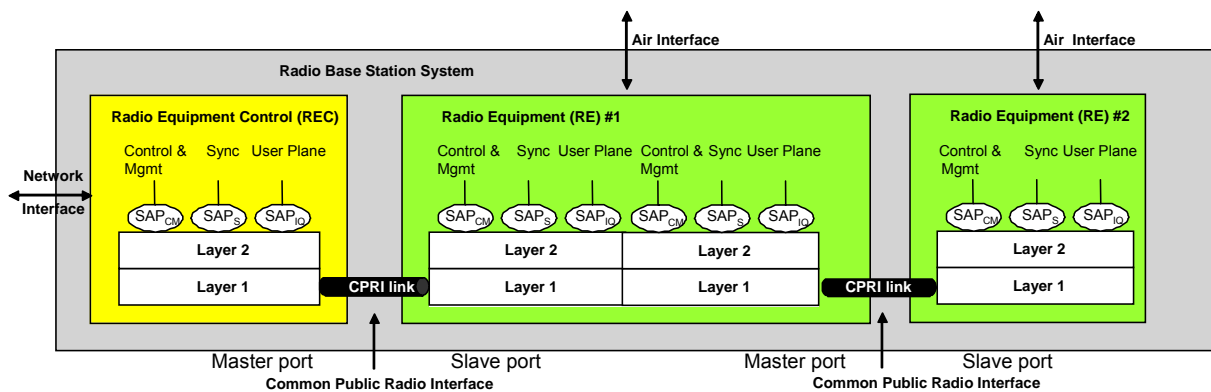 Air Interface
Air Interface
Radio Base Station System
Radio Equipment Control (REC)
Radio Equipment (RE) #1
Radio Equipment (RE) #2
Control & Mgmt
Sync
User Plane
Control & Mgmt
Sync
User Plane
Control & Mgmt
Sync
User Plane
Control & Mgmt
Sync
User Plane
Network
Interface
SAPCM
SAPS
SAPIQ
SAPCM
SAPS
SAPIQ
SAPCM
SAPS
SAPIQ
SAPCM
SAPS
SAPIQ
Layer 2
Layer 2
Layer 2
Layer 2
Layer 1
CPRI link
Layer 1
Layer 1
CPRI link
Layer 1
Master port
Slave port
Master port
Slave port
Common Public Radio Interface
Common Public Radio Interface